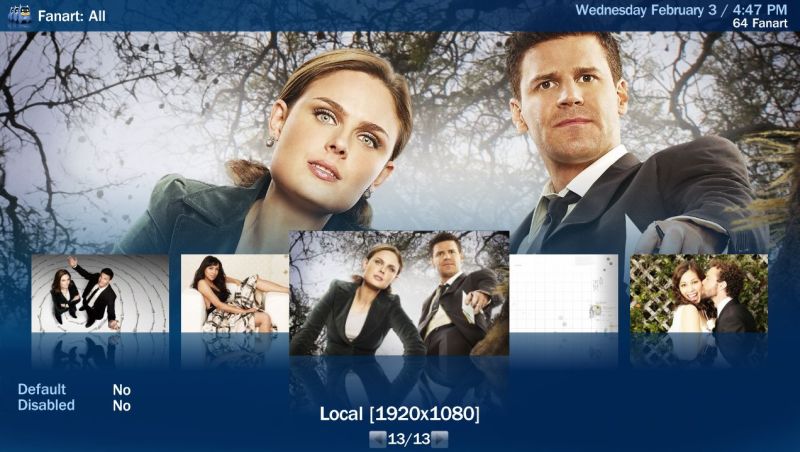 Fanart: All
Wednesday February 3 / 4:47 PM
64 Fanart
Default No
Disabled No
Local [1920x1080]
13/13